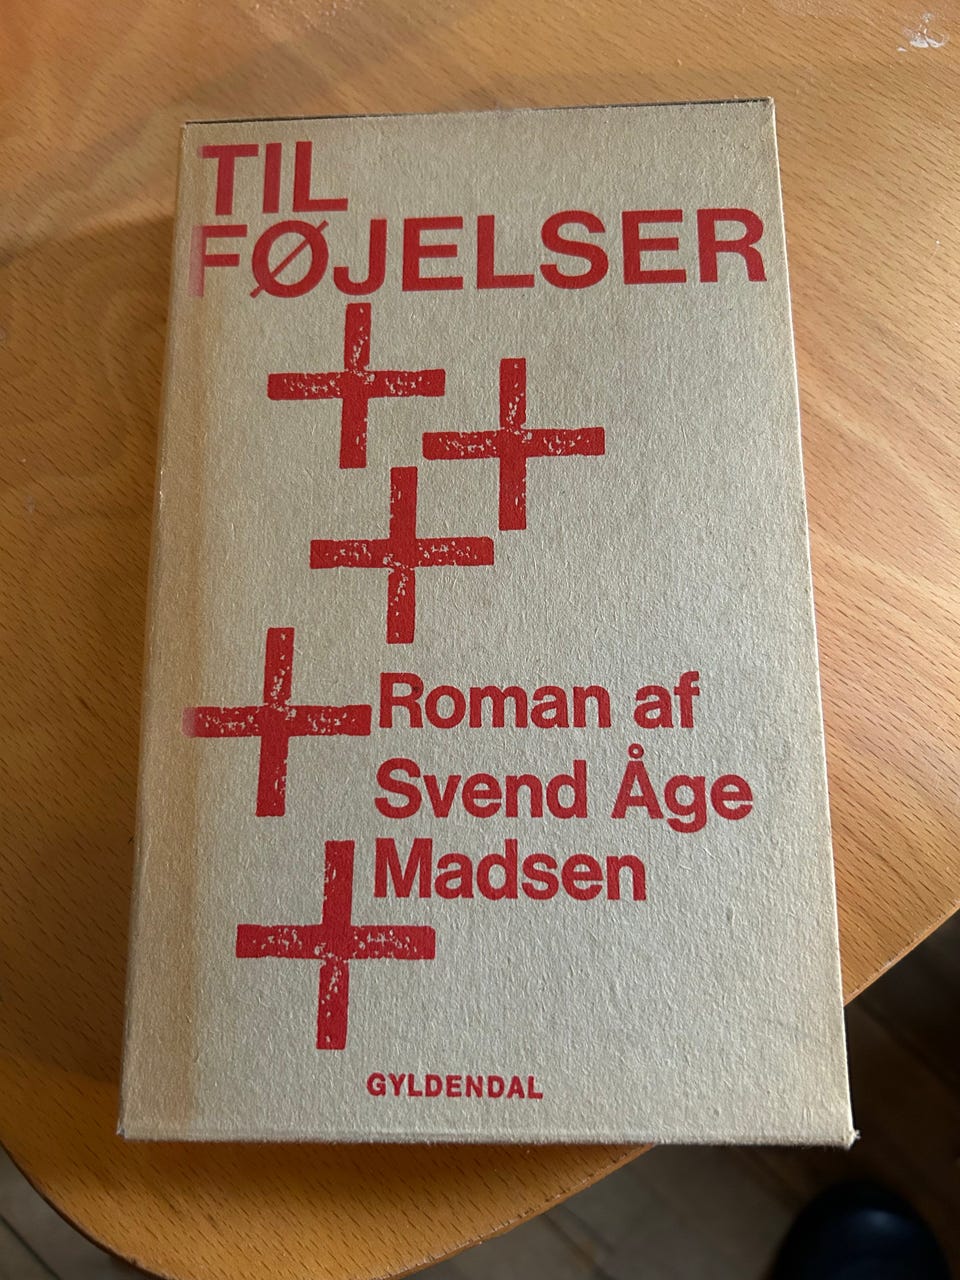 TIL
FØJELSER
Roman af
Svend Åge
Madsen
GYLDENDAL